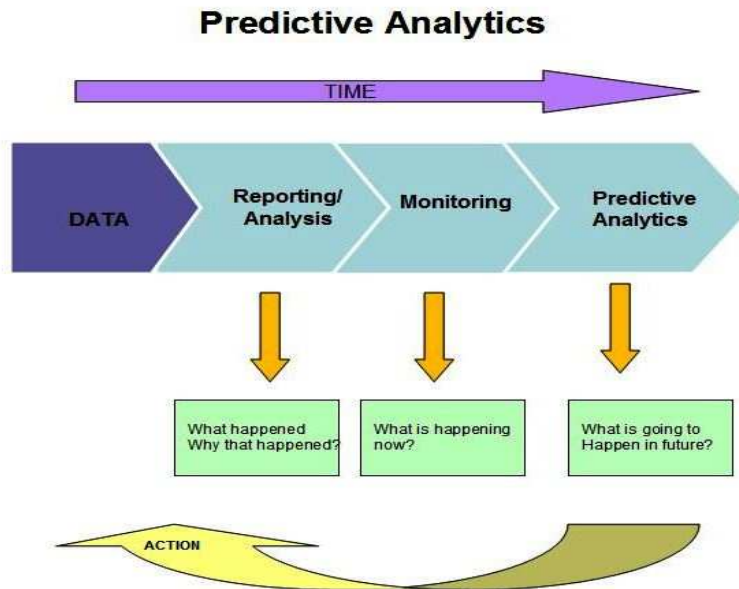 Predictive Analytics
TIME
DATA
Reporting/
Analysis
Monitoring
Predictive
Analytics
What happened
Why that happened?
What is happening
now?
What is going to
Happen in future?
ACTION